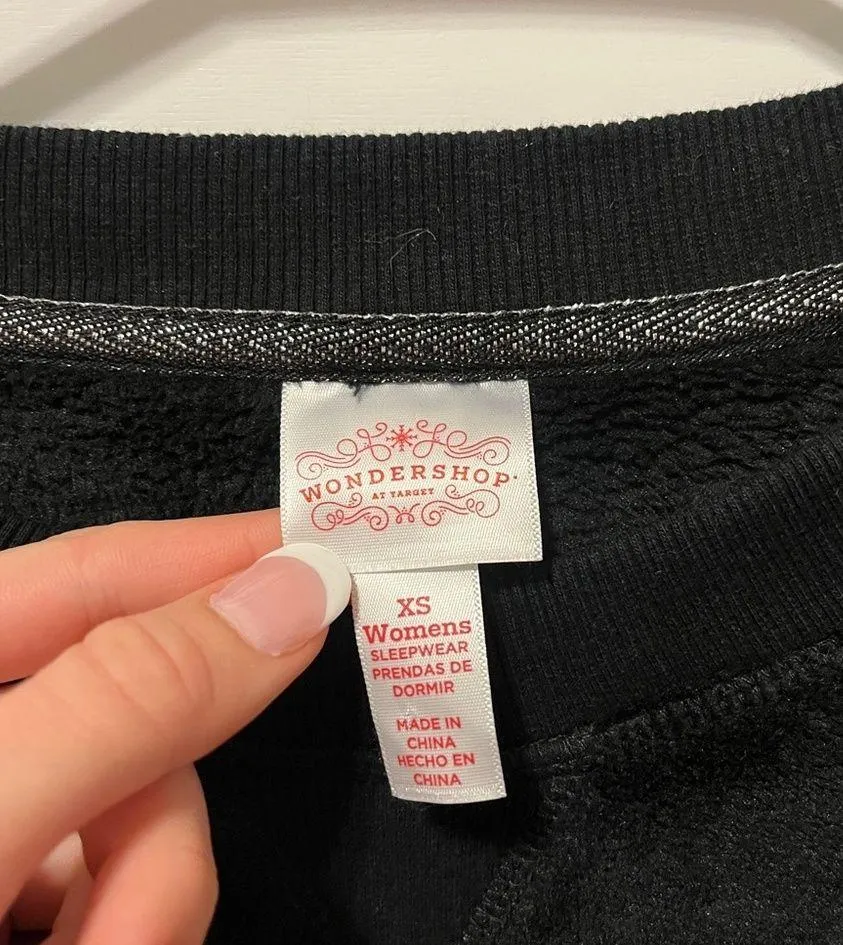 WONDERSHOP
AT TARGET
XS
Womens
SLEEPWEAR
PRENDAS DE
DORMIR
MADE IN
CHINA
HECHO EN
CHINA